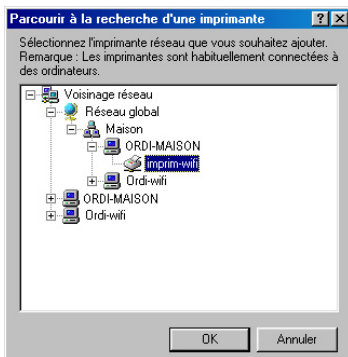 Parcourir à la recherche d'une imprimante
Sélectionnez l'imprimante réseau que vous souhaitez ajouter.
Remarque : Les imprimantes sont habituellement connectées à
des ordinateurs.
Voisinage réseau
Réseau global
Maison
ORDI-MAISON
imprim-wifi
Ordi-wifi
ORDI-MAISON
Ordi-wifi
OK Annuler